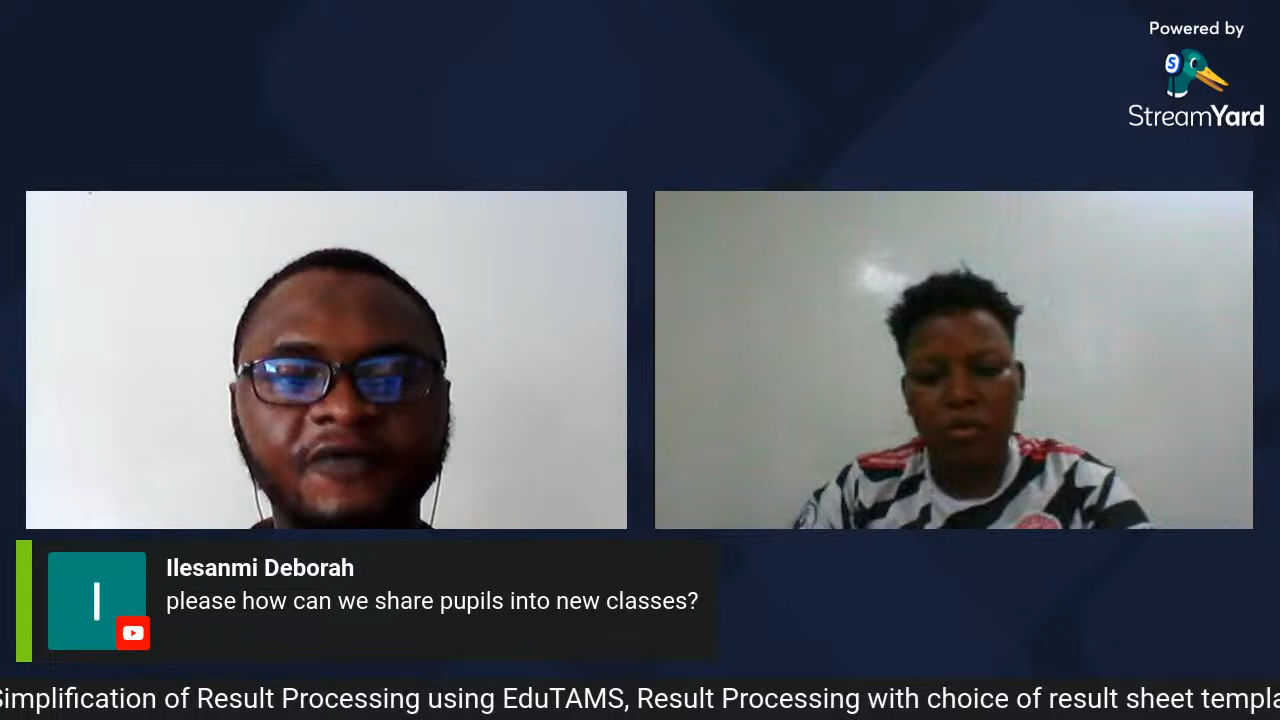 Powered by
S
StreamYard
I
Ilesanmi Deborah
please how can we share pupils into new classes?
Simplification of Result Processing using EduTAMS, Result Processing with choice of result sheet templa